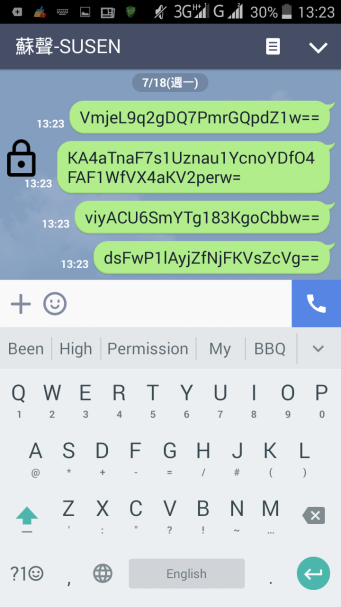 3G G 30% 13:23
蘇聲-SUSEN
7/18(週一)
13:23 VmjeL9q2gDQ7PmrGQpdZ1w==
KA4aTnaF7s1Uznau1YcnoYDfO4
13:23 FAF1WfVX4aKV2perw=
13:23 viyACU6SmYTg183KgoCbbw==
13:23 dsFwP1lAyjZfNjFKVsZcVg==
Been High Permission My BBQ
Q W E R T Y U I O P
1 2 3 4 5 6 7 8 9 0
A S D F G H J K L
@ * + - = / # ( )
Z X C V B N M
' : " ? ! ~ …
?1☺ , English .